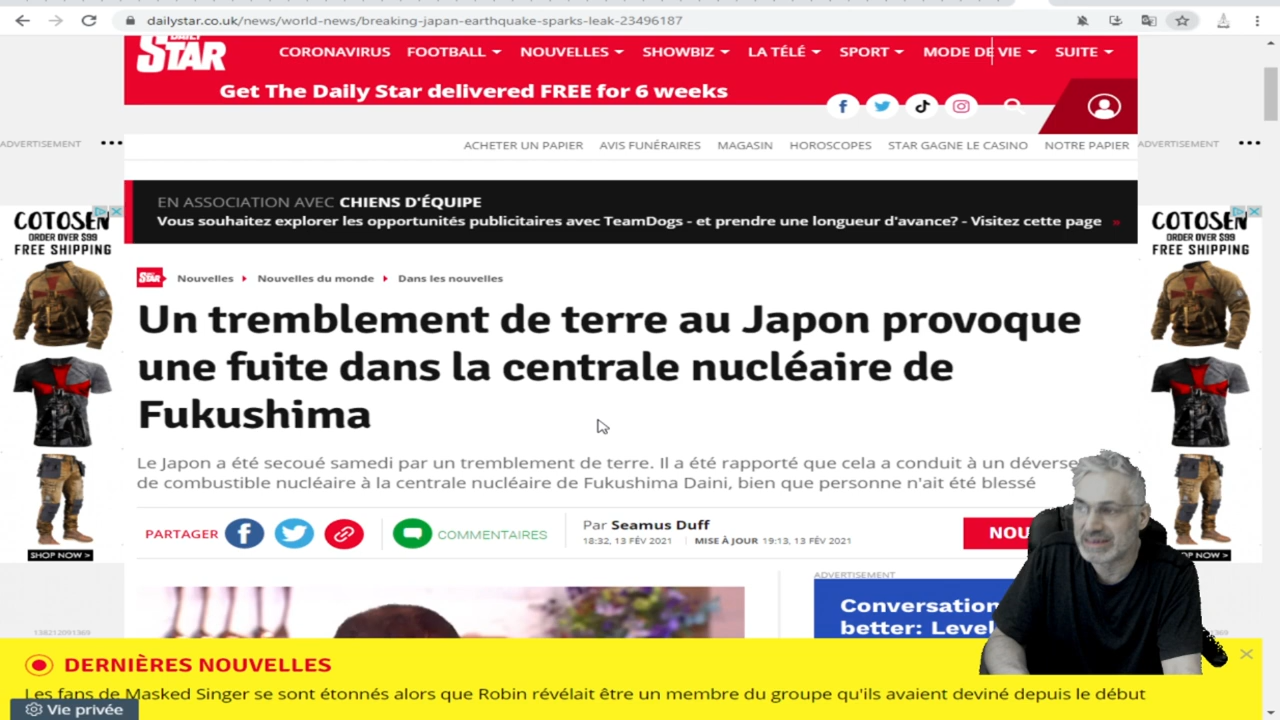 dailystar.co.uk/news/world-news/breaking-japan-earthquake-sparks-leak-23496187
DAILY
STAR
CORONAVIRUS FOOTBALL NOUVELLES SHOWBIZ LA TÉLÉ SPORT MODE DE VIE SUITE
Get The Daily Star delivered FREE for 6 weeks
ADVERTISEMENT
ACHETER UN PAPIER AVIS FUNÉRAIRES MAGASIN HOROSCOPES STAR GAGNE LE CASINO NOTRE PAPIER
ADVERTISEMENT
EN ASSOCIATION AVEC CHIENS D'ÉQUIPE
Vous souhaitez explorer les opportunités publicitaires avec TeamDogs - et prendre une longueur d'avance? - Visitez cette page »
COTOSEN
ORDER OVER $99
FREE SHIPPING
SHOP NOW >
COTOSEN
ORDER OVER $99
FREE SHIPPING
SHOP NOW >
STAR Nouvelles Nouvelles du monde Dans les nouvelles
Un tremblement de terre au Japon provoque
une fuite dans la centrale nucléaire de
Fukushima
Le Japon a été secoué samedi par un tremblement de terre. Il a été rapporté que cela a conduit à un déverse
de combustible nucléaire à la centrale nucléaire de Fukushima Daini, bien que personne n'ait été blessé
PARTAGER COMMENTAIRES
Par Seamus Duff
18:32, 13 FÉV 2021 MISE À JOUR 19:13, 13 FÉV 2021
NOU
ADVERTISEMENT
Conversation
better: Level
138212091369
369
DERNIÈRES NOUVELLES
Les fans de Masked Singer se sont étonnés alors que Robin révélait être un membre du groupe qu'ils avaient deviné depuis le début
Vie privée